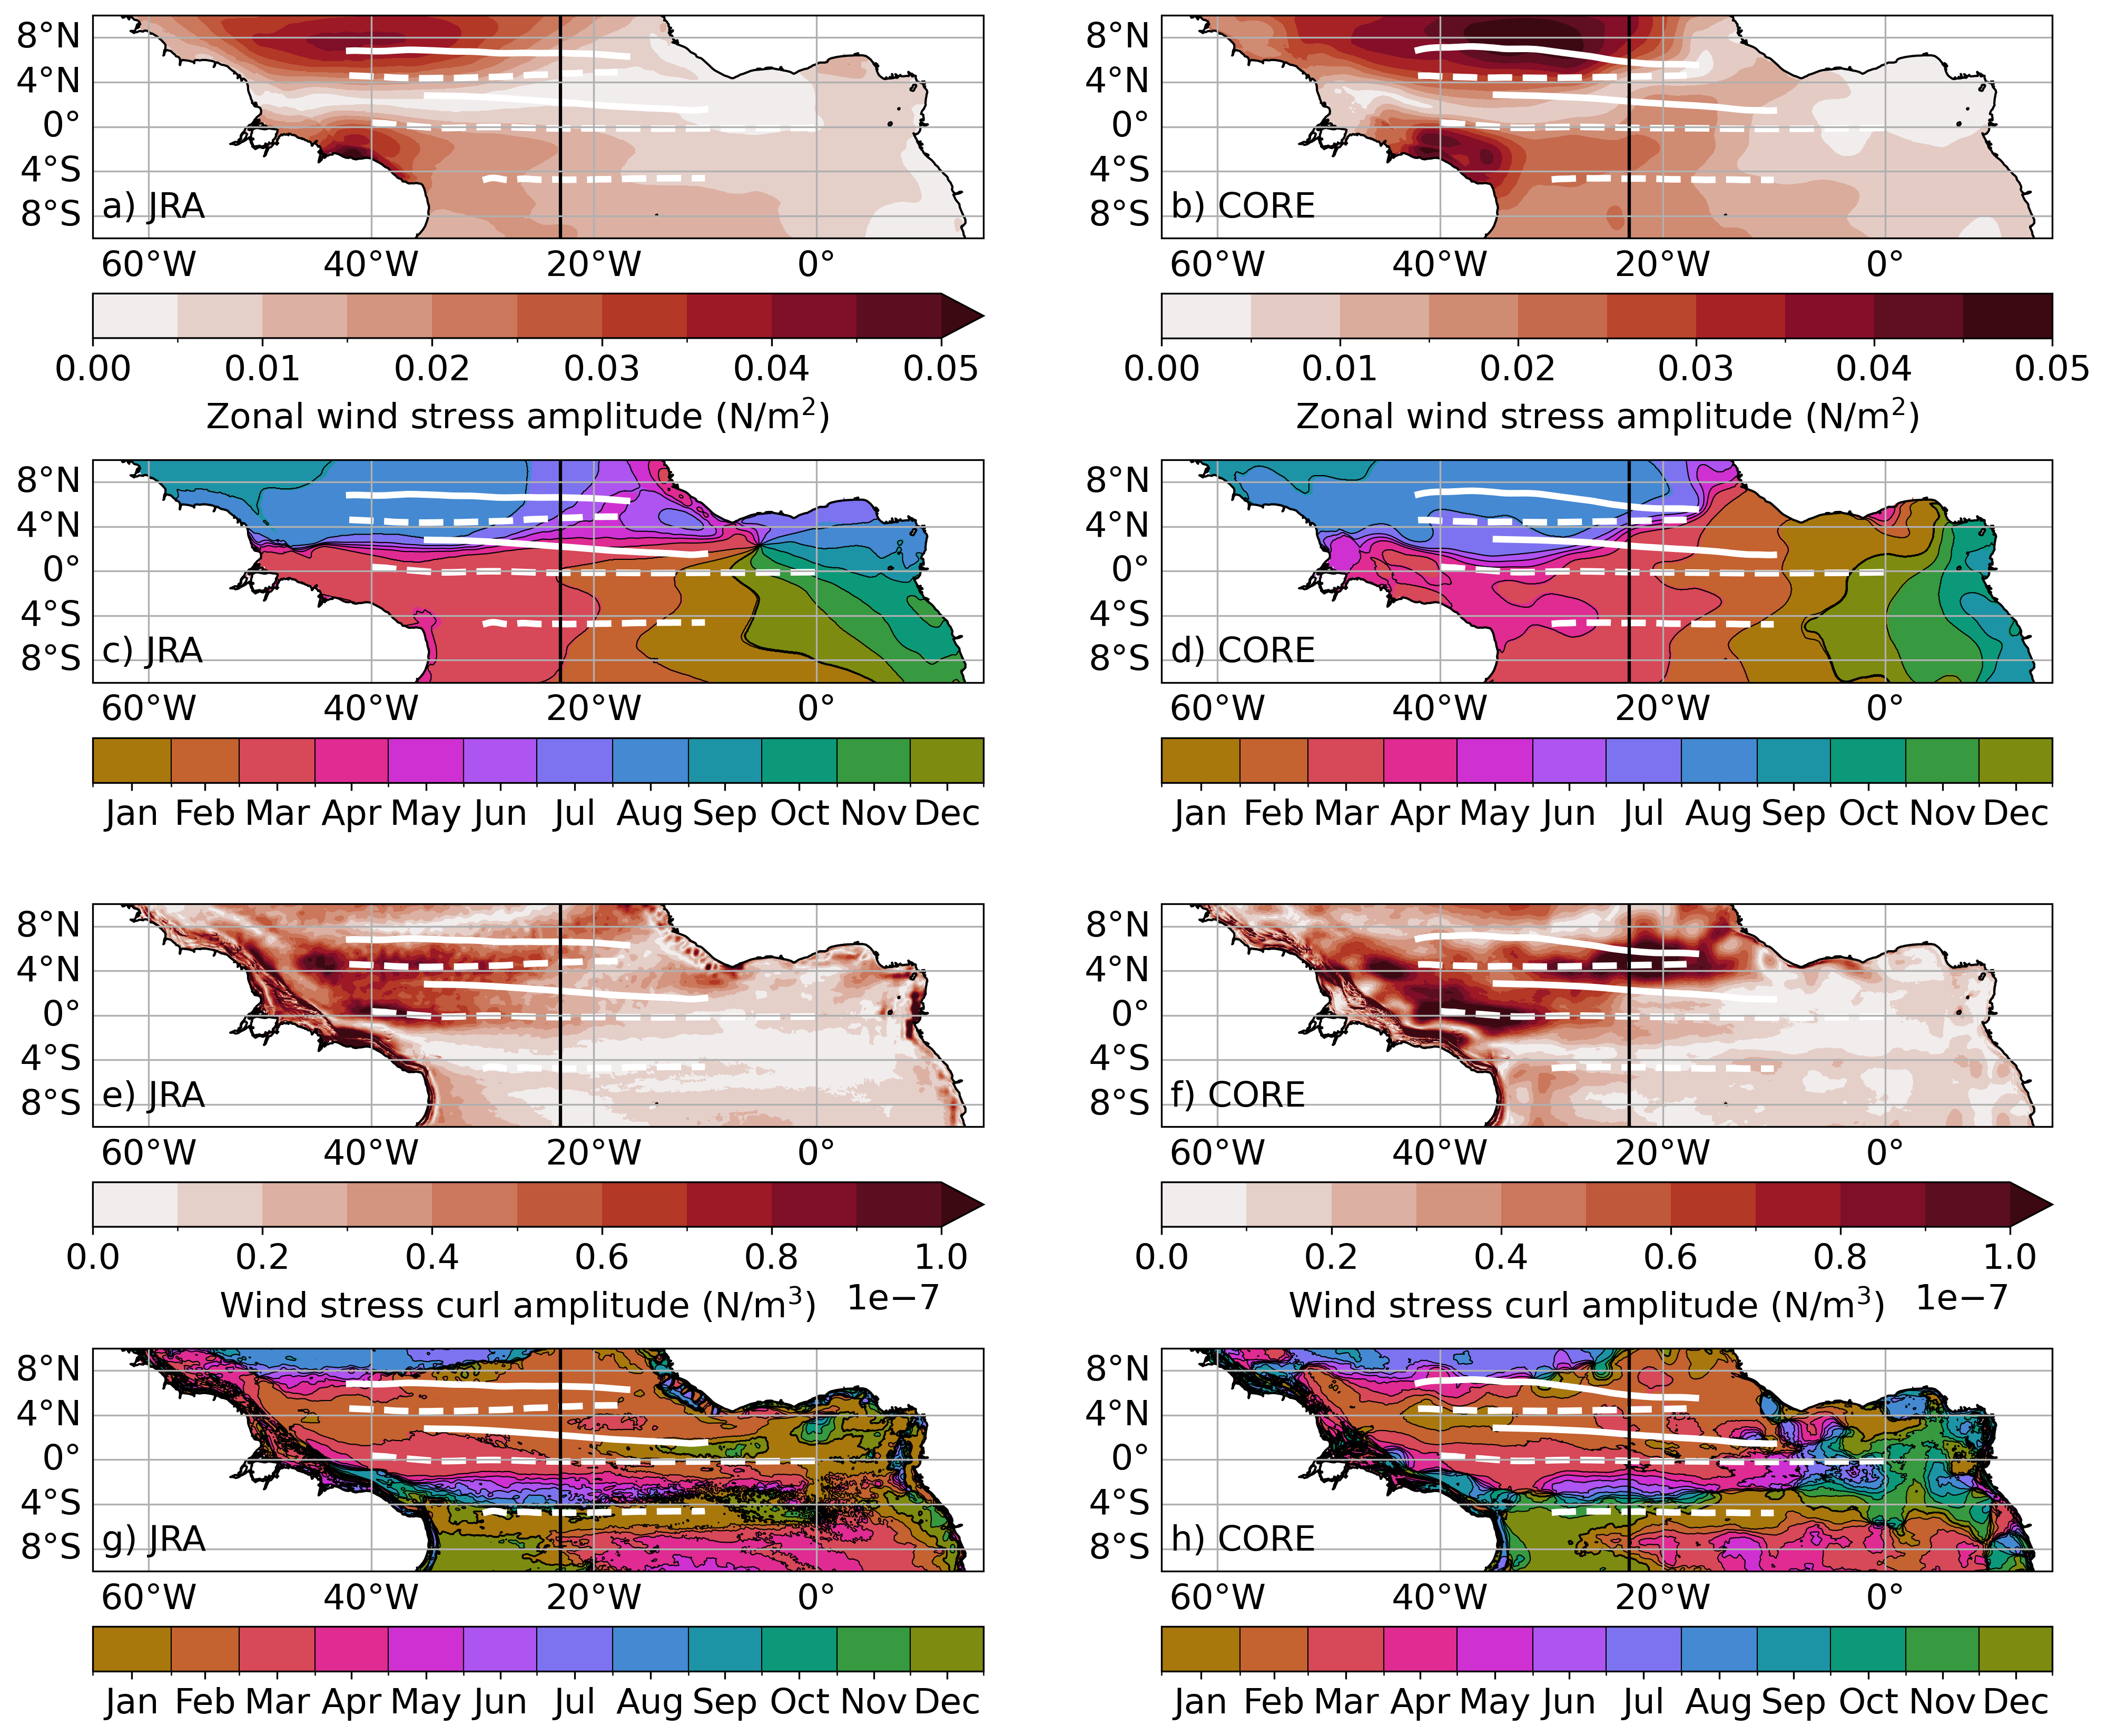 8°N
4°N
0°
4°S
8°S
a) JRA
60°W 40°W 20°W 0°
0.00 0.01 0.02 0.03 0.04 0.05
Zonal wind stress amplitude (N/m²)
8°N
4°N
0°
4°S
8°S
b) CORE
60°W 40°W 20°W 0°
0.00 0.01 0.02 0.03 0.04 0.05
Zonal wind stress amplitude (N/m²)
8°N
4°N
0°
4°S
8°S
c) JRA
60°W 40°W 20°W 0°
Jan Feb Mar Apr May Jun Jul Aug Sep Oct Nov Dec
8°N
4°N
0°
4°S
8°S
d) CORE
60°W 40°W 20°W 0°
Jan Feb Mar Apr May Jun Jul Aug Sep Oct Nov Dec
8°N
4°N
0°
4°S
8°S
e) JRA
60°W 40°W 20°W 0°
0.0 0.2 0.4 0.6 0.8 1.0
Wind stress curl amplitude (N/m³) 1e−7
8°N
4°N
0°
4°S
8°S
f) CORE
60°W 40°W 20°W 0°
0.0 0.2 0.4 0.6 0.8 1.0
Wind stress curl amplitude (N/m³) 1e−7
8°N
4°N
0°
4°S
8°S
g) JRA
60°W 40°W 20°W 0°
Jan Feb Mar Apr May Jun Jul Aug Sep Oct Nov Dec
8°N
4°N
0°
4°S
8°S
h) CORE
60°W 40°W 20°W 0°
Jan Feb Mar Apr May Jun Jul Aug Sep Oct Nov Dec